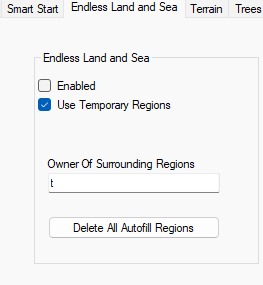 Smart Start Endless Land and Sea Terrain Trees
Endless Land and Sea
Enabled
Use Temporary Regions
Owner Of Surrounding Regions
t
Delete All Autofill Regions